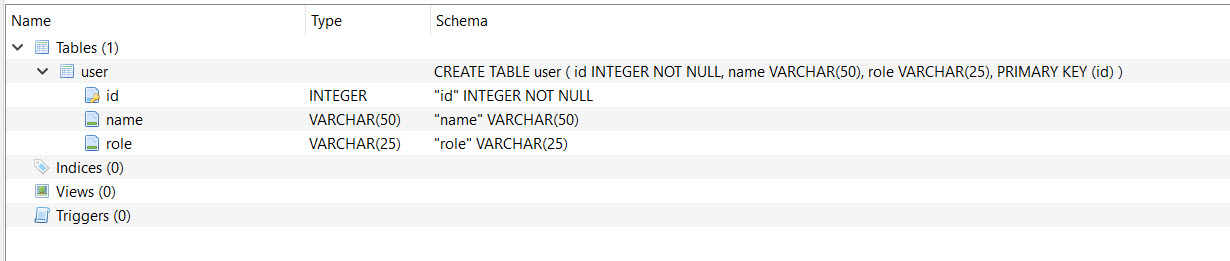 Name Type Schema
Tables (1)
user CREATE TABLE user ( id INTEGER NOT NULL, name VARCHAR(50), role VARCHAR(25), PRIMARY KEY (id) )
id INTEGER "id" INTEGER NOT NULL
name VARCHAR(50) "name" VARCHAR(50)
role VARCHAR(25) "role" VARCHAR(25)
Indices (0)
Views (0)
Triggers (0)